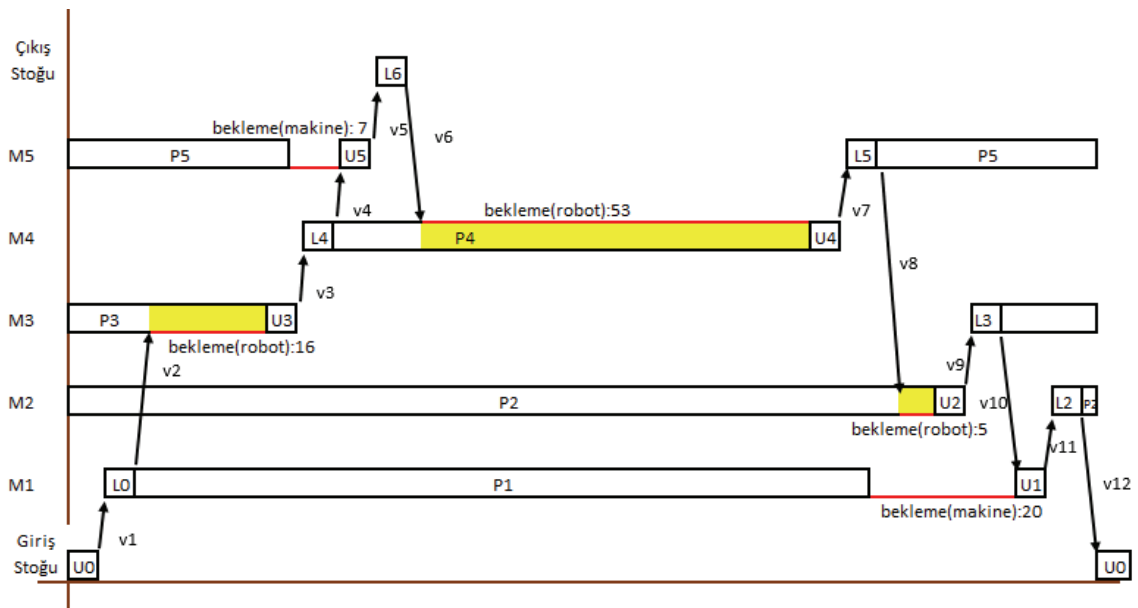 Çıkış
Stoğu
L6
bekleme(makine): 7
v5
v6
M5
P5
U5
L5
P5
v4
bekleme(robot):53
v7
M4
L4
P4
U4
v3
v8
M3
P3
U3
L3
bekleme(robot):16
v2
v9
M2
P2
U2
v10
L2
P2
bekleme(robot):5
v11
M1
L0
P1
U1
v12
bekleme(makine):20
Giriş
Stoğu
v1
U0
U0